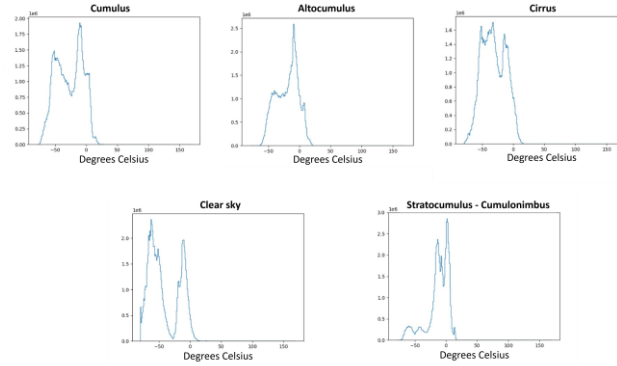 Cumulus
1e6
2.00
1.75
1.50
1.25
1.00
0.75
0.50
0.25
0.00
−50 0 50 100 150
Degrees Celsius
Altocumulus
1e6
2.5
2.0
1.5
1.0
0.5
0.0
−50 0 50 100 150
Degrees Celsius
Cirrus
1e6
1.6
1.4
1.2
1.0
0.8
0.6
0.4
0.2
0.0
−50 0 50 100 150
Degrees Celsius
Clear sky
1e6
2.0
1.5
1.0
0.5
0.0
−50 0 50 100 150
Degrees Celsius
Stratocumulus - Cumulonimbus
1e6
3.0
2.5
2.0
1.5
1.0
0.5
0.0
−50 0 50 100 150
Degrees Celsius